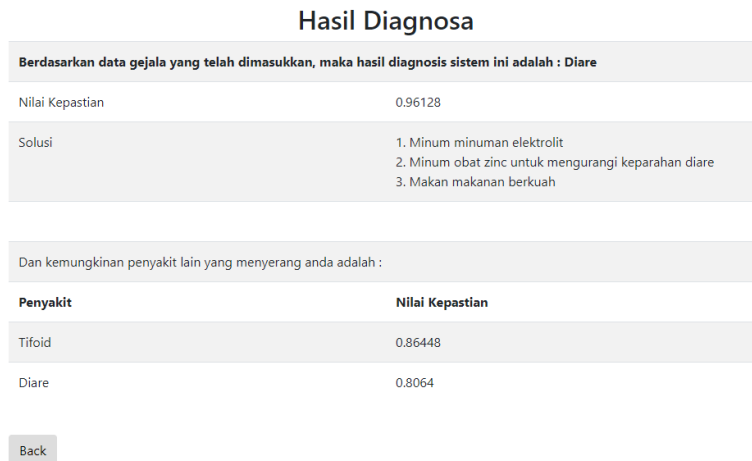 Hasil Diagnosa
Berdasarkan data gejala yang telah dimasukkan, maka hasil diagnosis sistem ini adalah : Diare
Nilai Kepastian 0.96128
Solusi 1. Minum minuman elektrolit
2. Minum obat zinc untuk mengurangi keparahan diare
3. Makan makanan berkuah
Dan kemungkinan penyakit lain yang menyerang anda adalah :
Penyakit Nilai Kepastian
Tifoid 0.86448
Diare 0.8064
Back